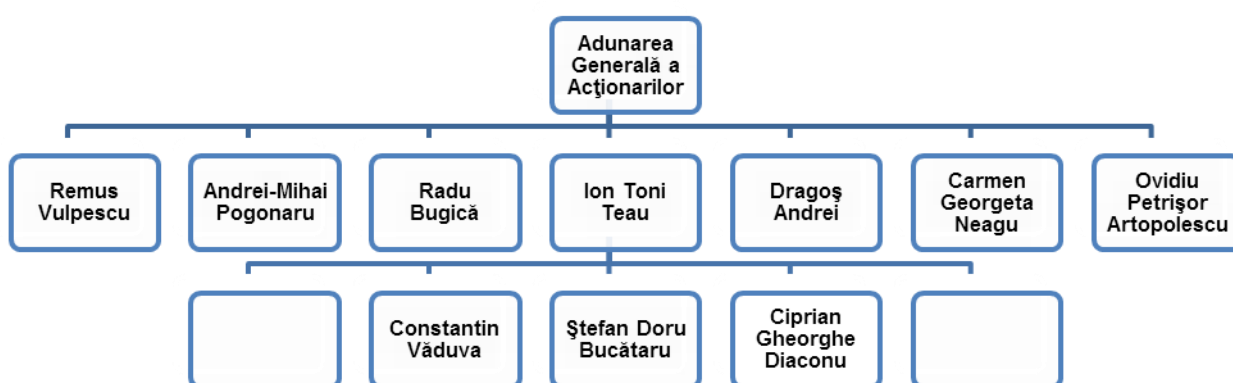 Adunarea
Generală a
Acţionarilor
Remus
Vulpescu
Andrei-Mihai
Pogonaru
Radu
Bugică
Ion Toni
Teau
Dragoş
Andrei
Carmen
Georgeta
Neagu
Ovidiu
Petrişor
Artopolescu
Constantin
Văduva
Ştefan Doru
Bucătaru
Ciprian
Gheorghe
Diaconu